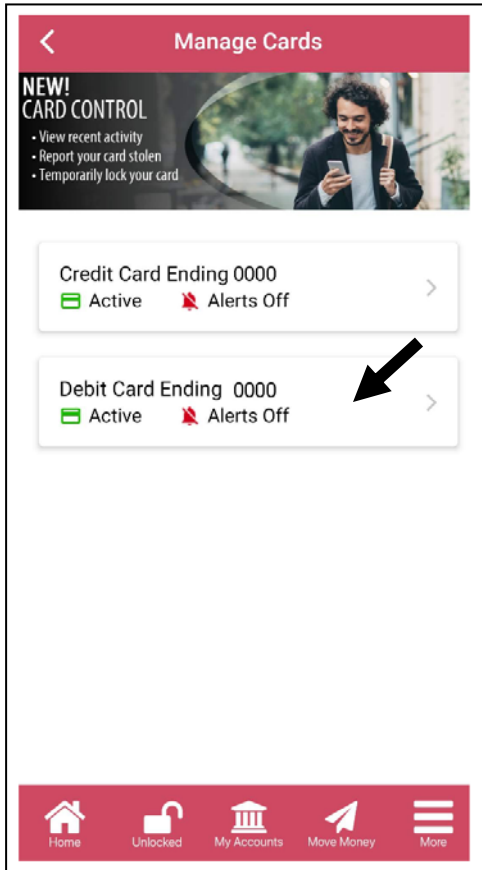 Manage Cards
NEW!
CARD CONTROL
• View recent activity
• Report your card stolen
• Temporarily lock your card
Credit Card Ending 0000
Active Alerts Off
Debit Card Ending 0000
Active Alerts Off
Home Unlocked My Accounts Move Money More